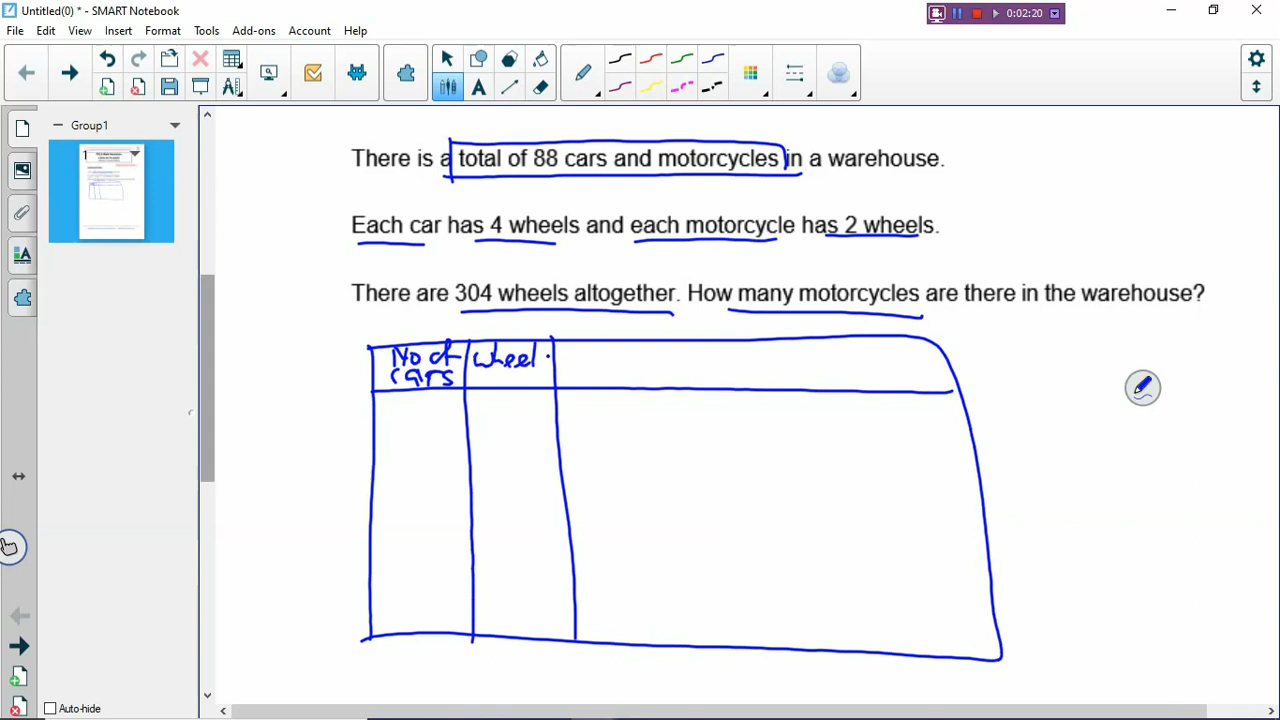 Untitled(0) * - SMART Notebook
00:02:20
File Edit View Insert Format Tools Add-ons Account Help
Group1
1
There is a total of 88 cars and motorcycles in a warehouse.
Each car has 4 wheels and each motorcycle has 2 wheels.
There are 304 wheels altogether. How many motorcycles are there in the warehouse?
No of wheel
cars
Auto-hide